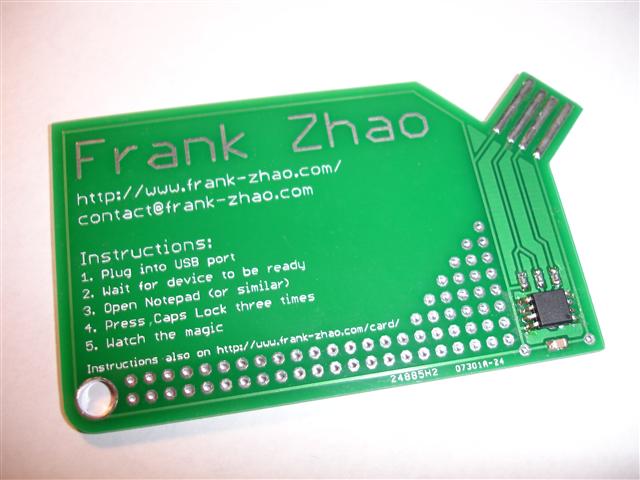 Frank Zhao
http://www.frank-zhao.com/
contact@frank-zhao.com
Instructions:
1. Plug into USB port
2. Wait for device to be ready
3. Open Notepad (or similar)
4. Press Caps Lock three times
5. Watch the magic
Instructions also on http://www.frank-zhao.com/card/
24885H2 07301A-24